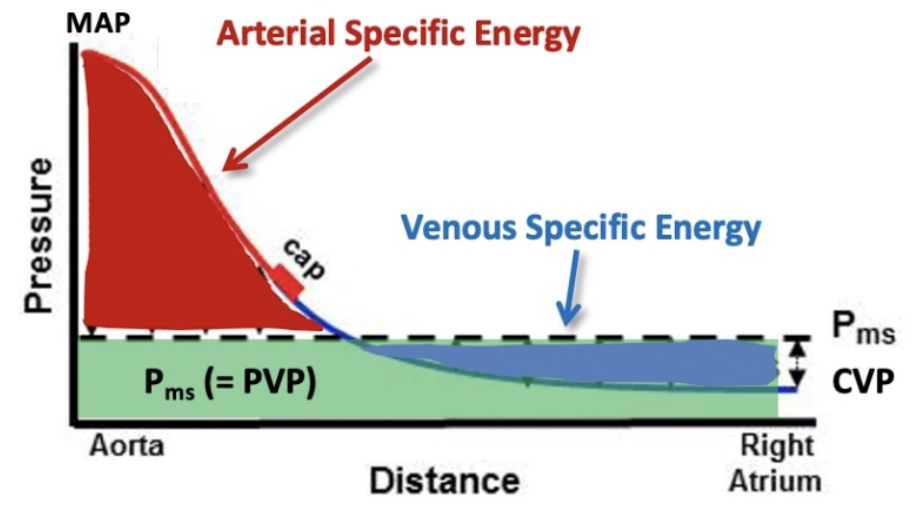 MAP
Arterial Specific Energy
Pressure
cap
Venous Specific Energy
Pms
Pms (= PVP)
CVP
Aorta
Right
Atrium
Distance